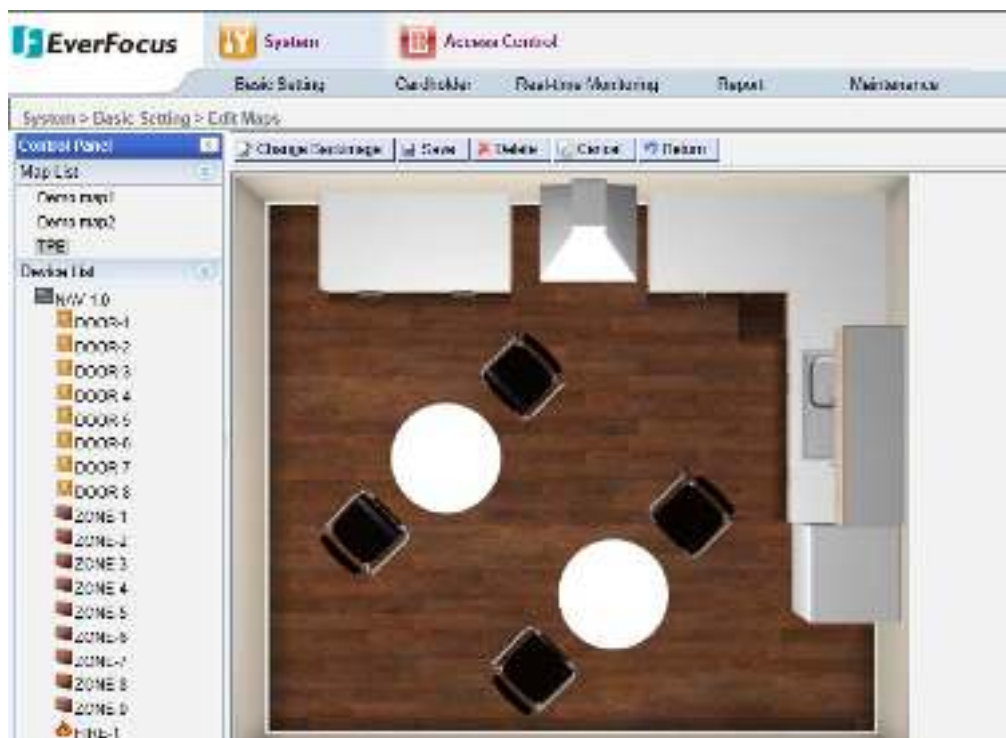 EverFocus
System
Access Control
Basic Setting
Cardholder
Real-time Monitoring
Report
Maintenance
System > Basic Setting > Edit Maps
Control Panel
Change Backimage
Save
Delete
Cancel
Return
Map List
Demo map1
Demo map2
TPE
Device List
DOOR-1
DOOR-2
DOOR-3
DOOR-4
DOOR-5
DOOR-6
DOOR-7
DOOR-8
ZONE-1
ZONE-2
ZONE-3
ZONE-4
ZONE-5
ZONE-6
ZONE-7
ZONE-8
ZONE-9
FIRE-1